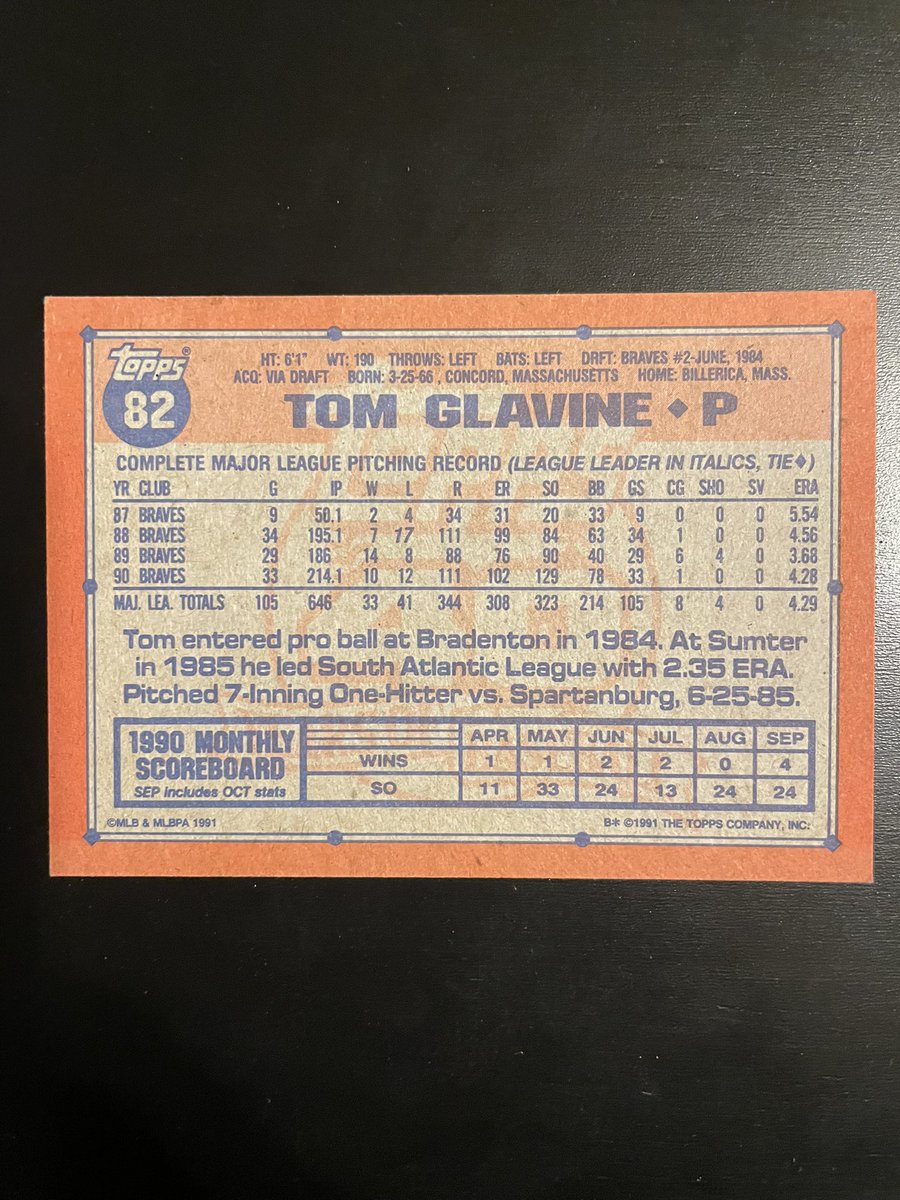 Topps®
82
HT: 6'1" WT: 190 THROWS: LEFT BATS: LEFT DRFT: BRAVES #2-JUNE, 1984
ACQ: VIA DRAFT BORN: 3-25-66 , CONCORD, MASSACHUSETTS HOME: BILLERICA, MASS.
TOM GLAVINE ♦ P
COMPLETE MAJOR LEAGUE PITCHING RECORD (LEAGUE LEADER IN ITALICS, TIE♦)
YR CLUB G IP W L R ER SO BB GS CG SHO SV ERA
87 BRAVES 9 50.1 2 4 34 31 20 33 9 0 0 0 5.54
88 BRAVES 34 195.1 7 17 111 99 84 63 34 1 0 0 4.56
89 BRAVES 29 186 14 8 88 76 90 40 29 6 4 0 3.68
90 BRAVES 33 214.1 10 12 111 102 129 78 33 1 0 0 4.28
MAJ. LEA. TOTALS 105 646 33 41 344 308 323 214 105 8 4 0 4.29
Tom entered pro ball at Bradenton in 1984. At Sumter
in 1985 he led South Atlantic League with 2.35 ERA.
Pitched 7-Inning One-Hitter vs. Spartanburg, 6-25-85.
1990 MONTHLY
SCOREBOARD
SEP includes OCT stats
APR MAY JUN JUL AUG SEP
WINS 1 1 2 2 0 4
SO 11 33 24 13 24 24
©MLB & MLBPA 1991
B* ©1991 THE TOPPS COMPANY, INC.